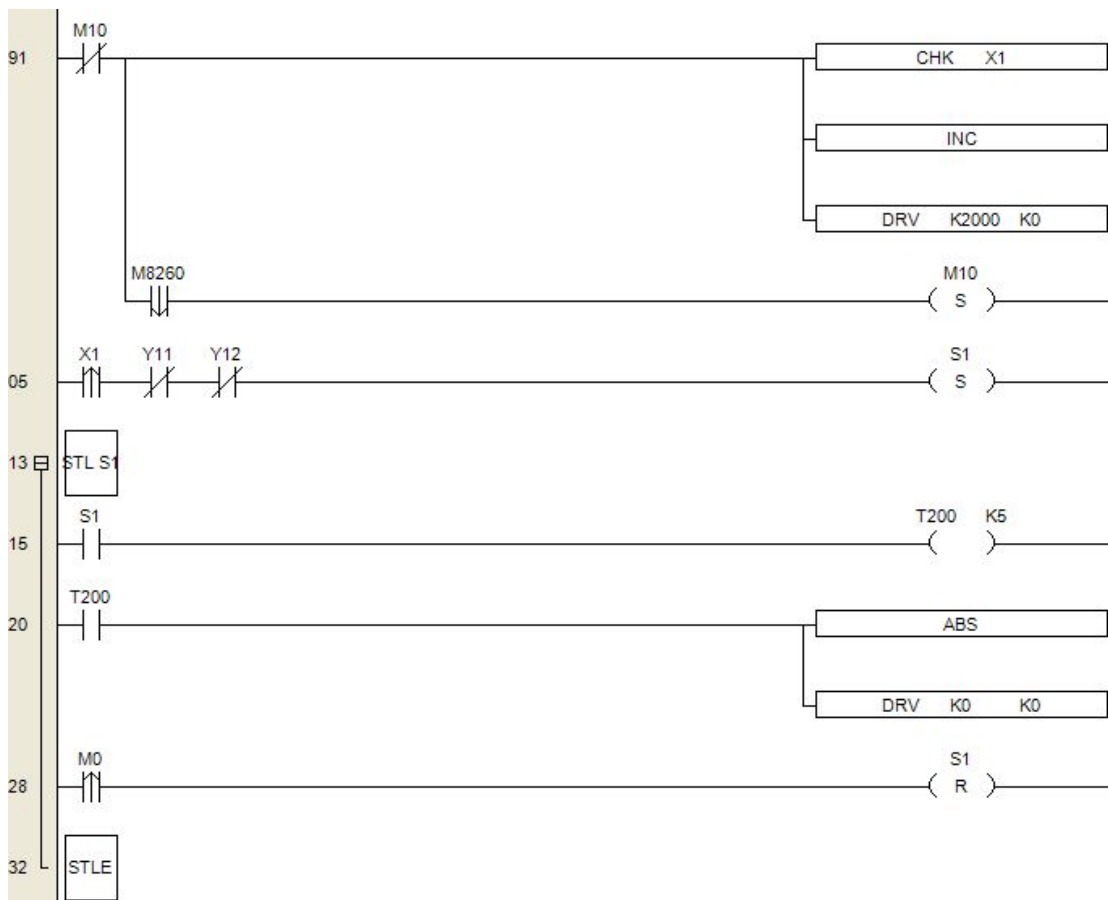 M10
91 CHK X1
INC
DRV K2000 K0
M8260 M10
S
X1 Y11 Y12 S1
05 S
13 STL S1
S1 T200 K5
15
T200
20 ABS
DRV K0 K0
M0 S1
28 R
32 STLE